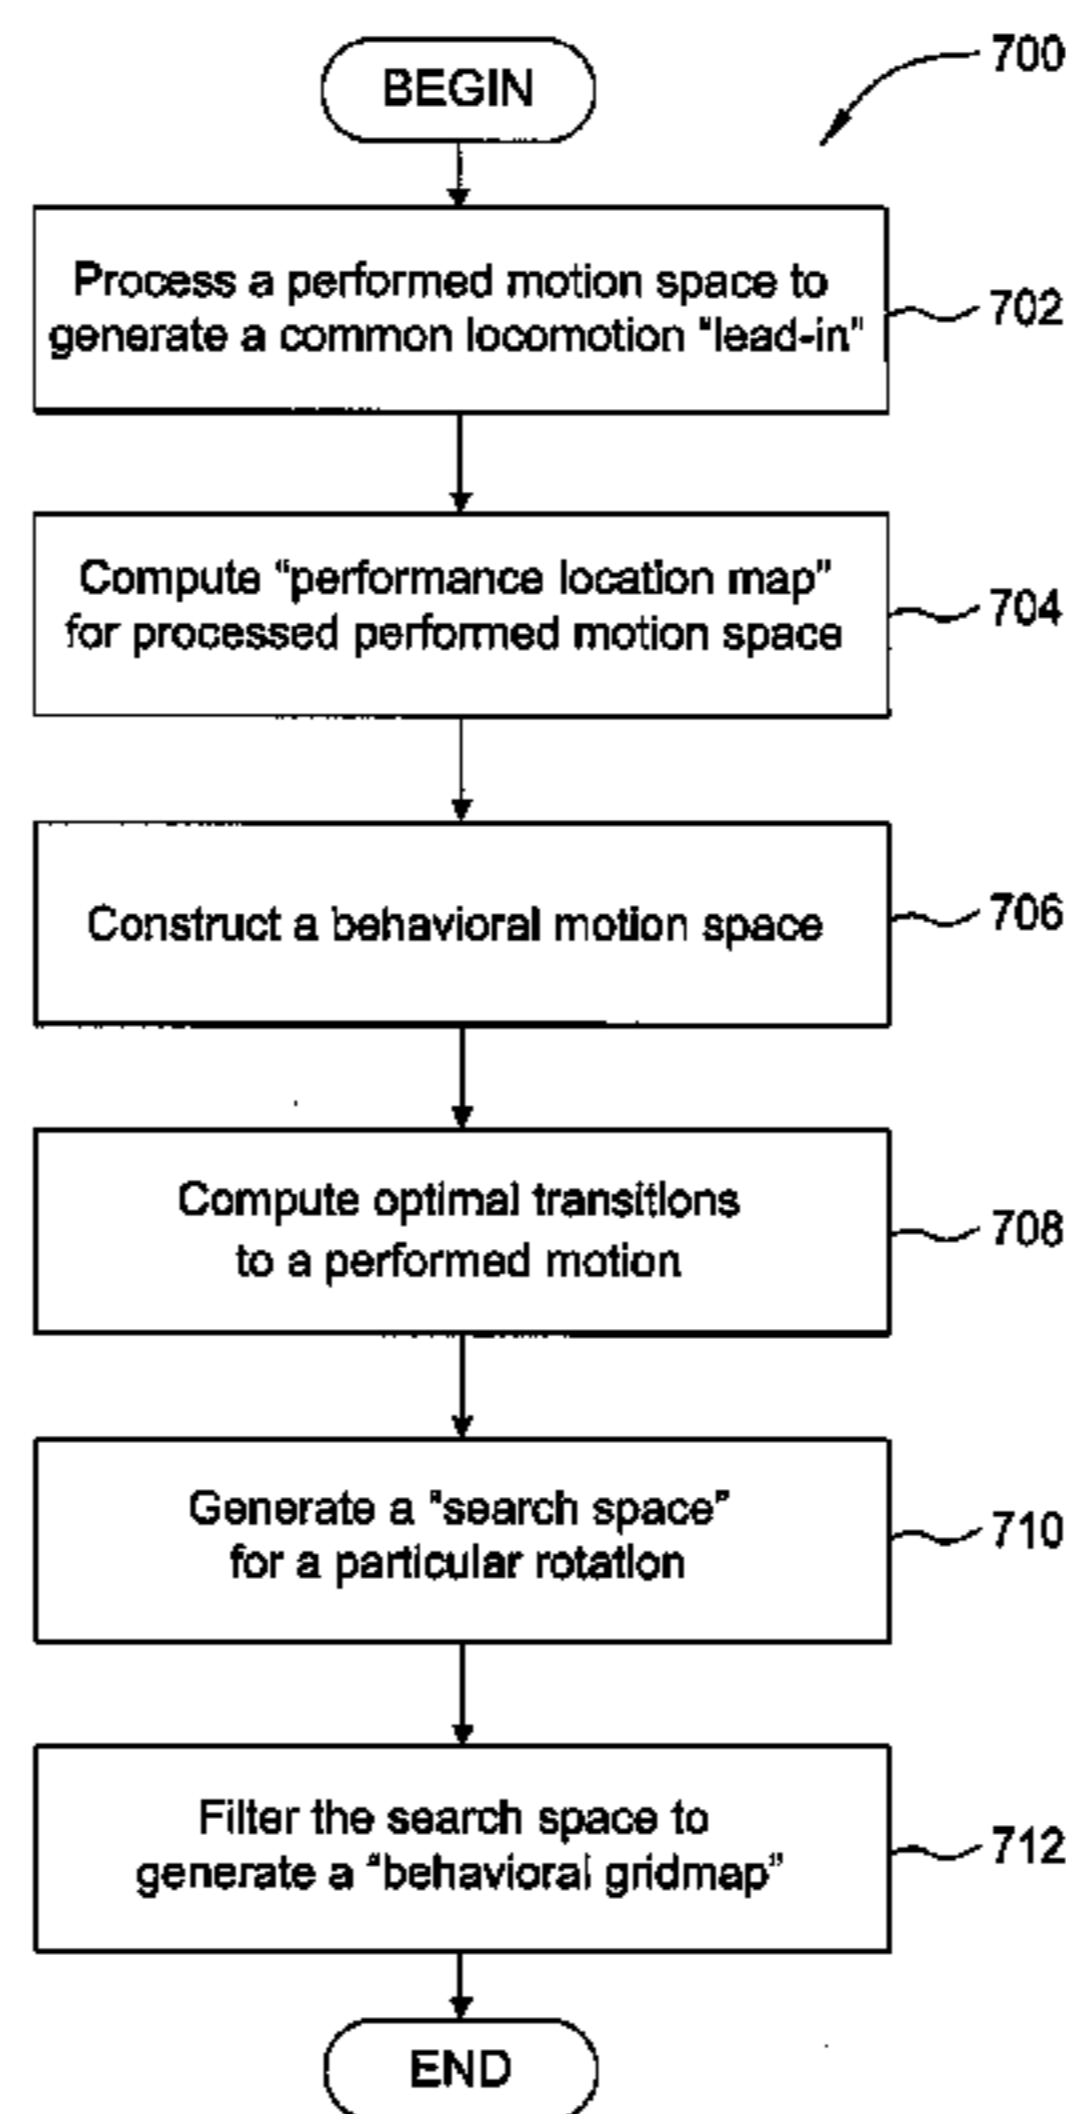 BEGIN
700
Process a performed motion space to
generate a common locomotion "lead-in"
702
Compute "performance location map"
for processed performed motion space
704
Construct a behavioral motion space
706
Compute optimal transitions
to a performed motion
708
Generate a "search space"
for a particular rotation
710
Filter the search space to
generate a "behavioral gridmap"
712
END